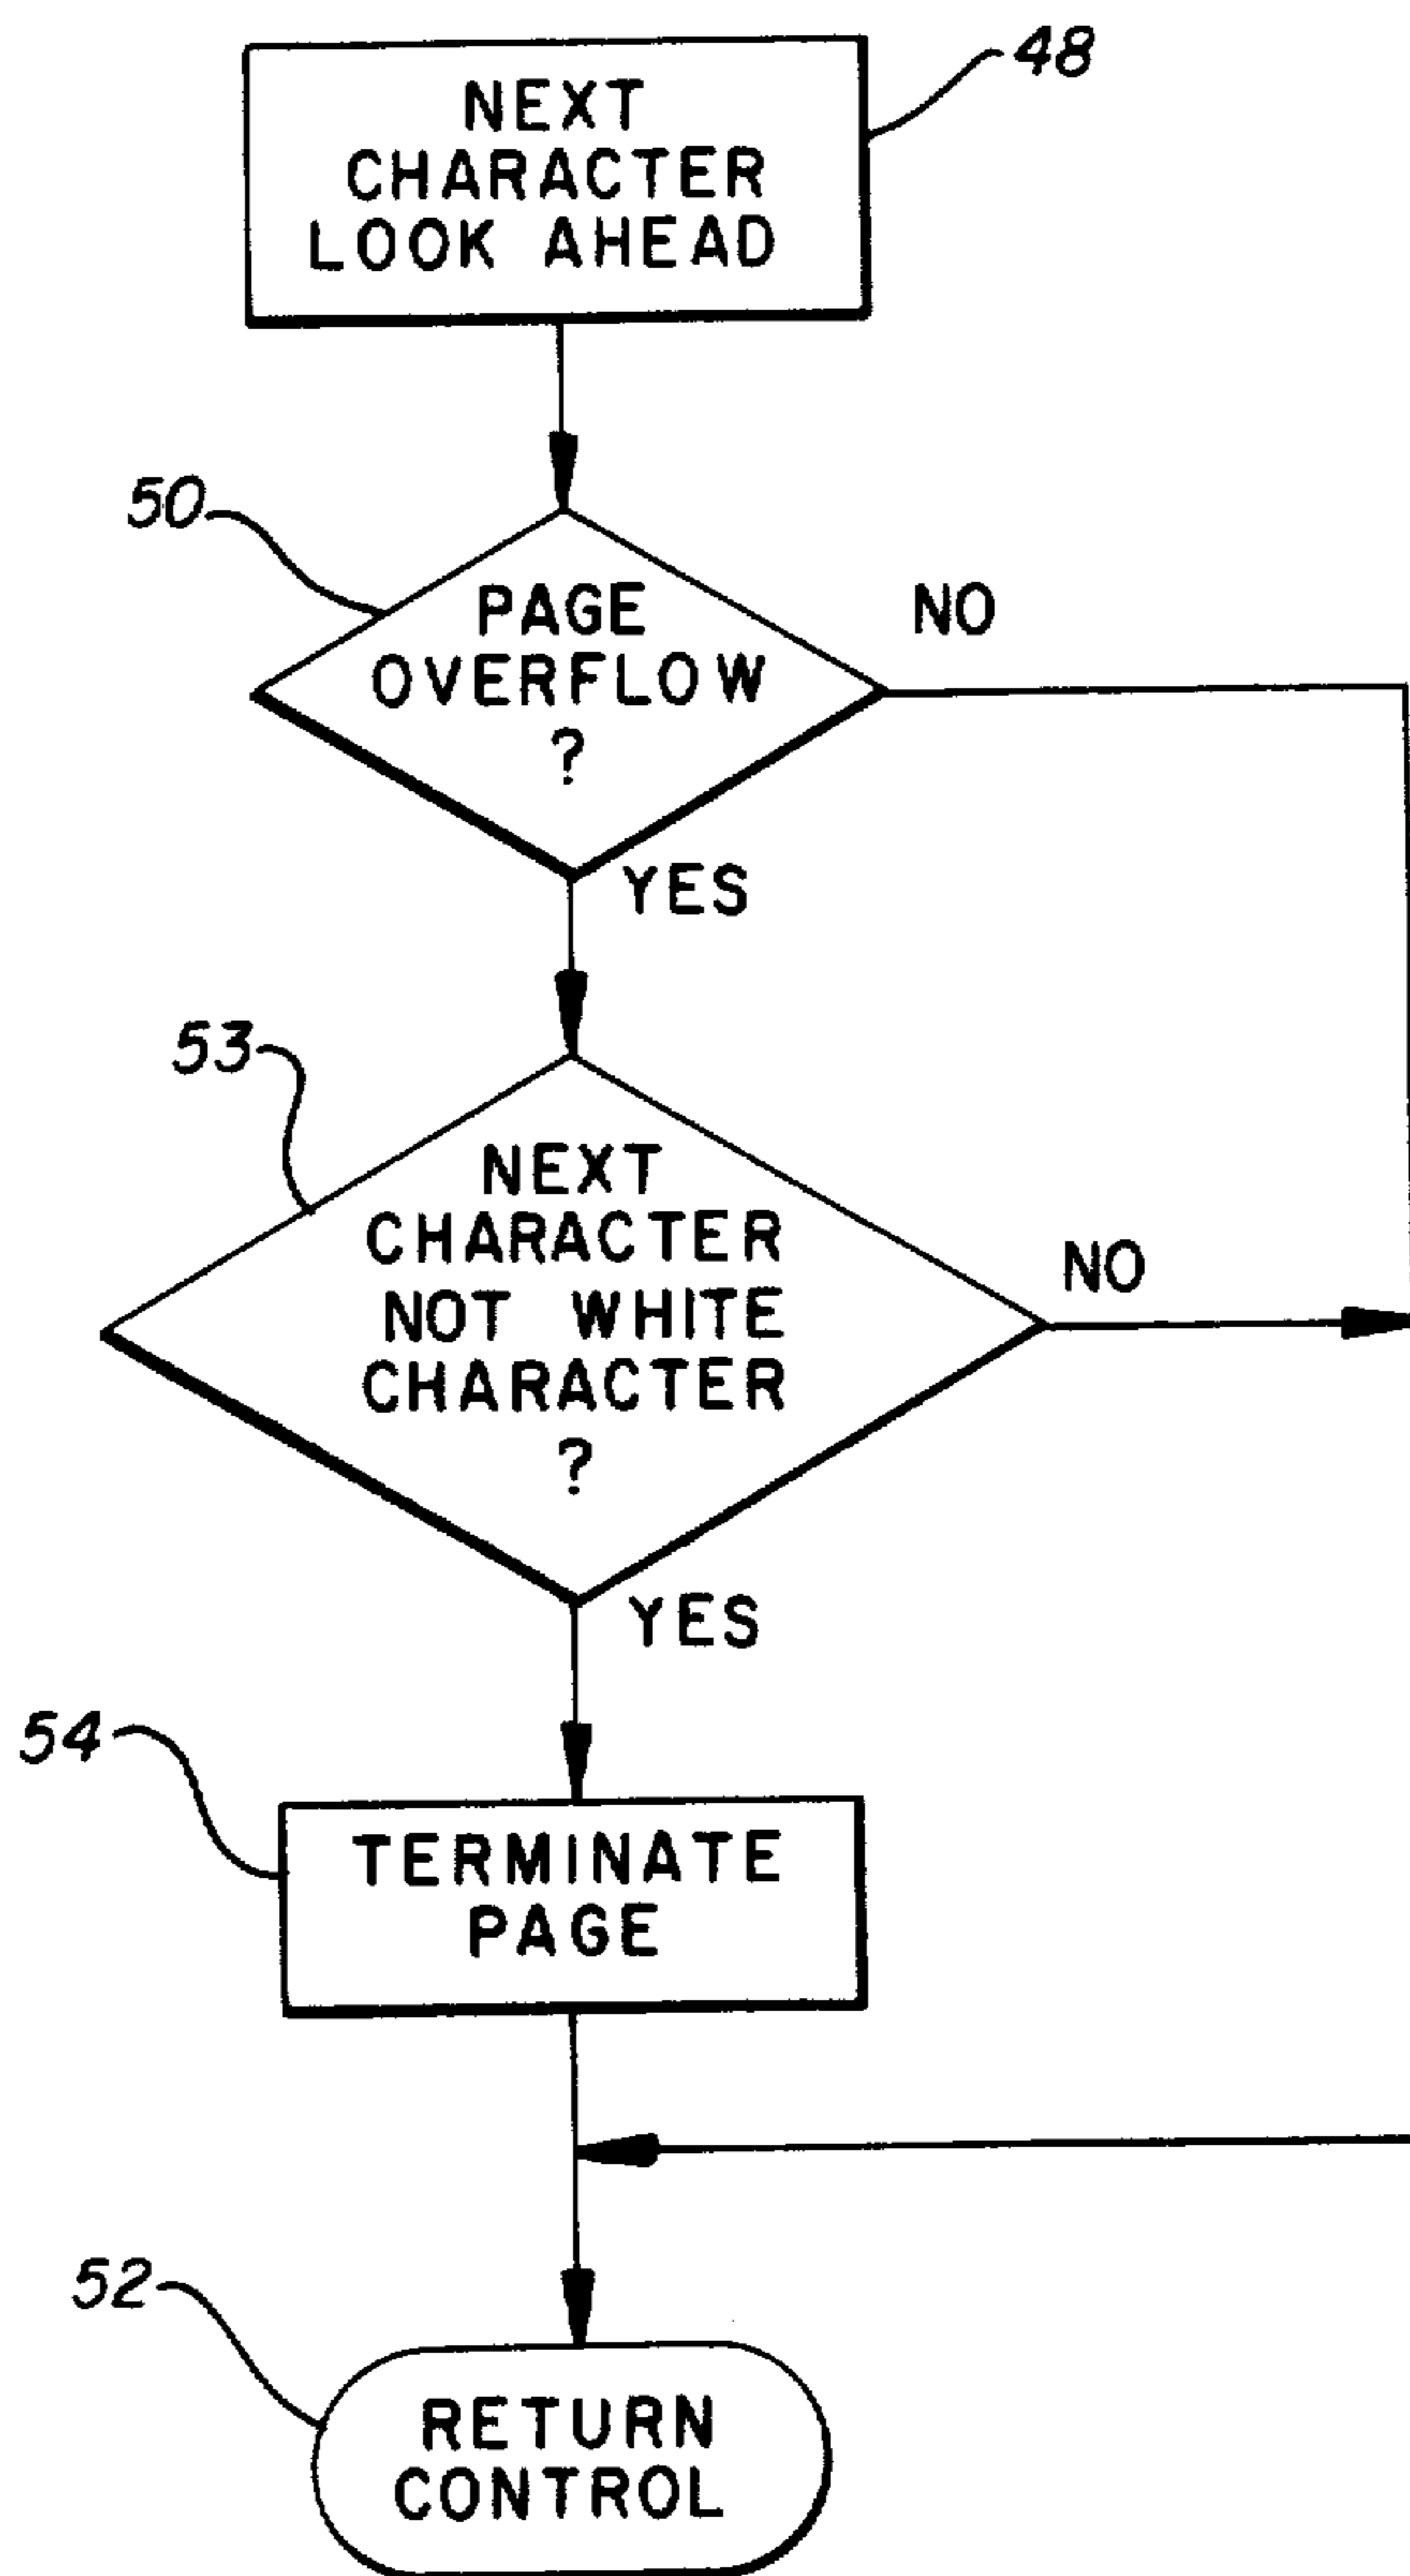 48
NEXT
CHARACTER
LOOK AHEAD
50
PAGE
OVERFLOW
?
NO
YES
53
NEXT
CHARACTER
NOT WHITE
CHARACTER
?
NO
YES
54
TERMINATE
PAGE
52
RETURN
CONTROL